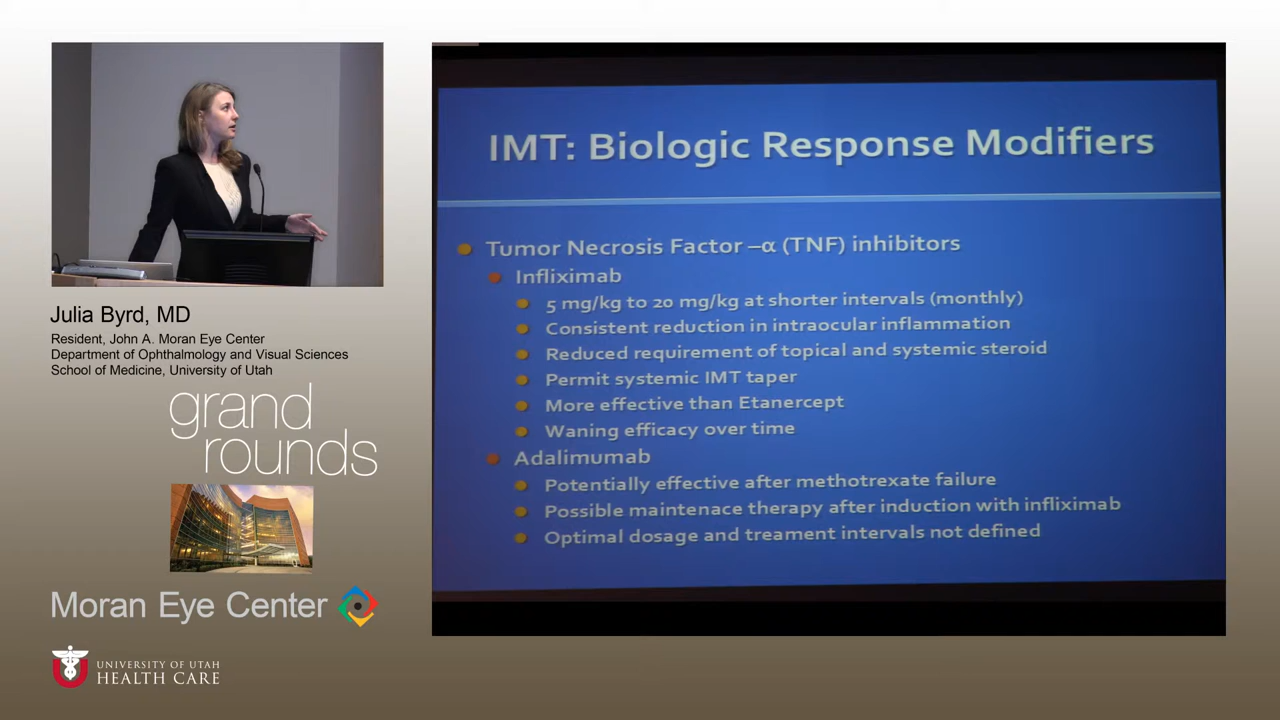 IMT: Biologic Response Modifiers
Tumor Necrosis Factor –α (TNF) inhibitors
Infliximab
5 mg/kg to 20 mg/kg at shorter intervals (monthly)
Consistent reduction in intraocular inflammation
Reduced requirement of topical and systemic steroid
Permit systemic IMT taper
More effective than Etanercept
Waning efficacy over time
Adalimumab
Potentially effective after methotrexate failure
Possible maintenace therapy after induction with infliximab
Optimal dosage and treament intervals not defined
Julia Byrd, MD
Resident, John A. Moran Eye Center
Department of Ophthalmology and Visual Sciences
School of Medicine, University of Utah
grand
rounds
Moran Eye Center
UNIVERSITY OF UTAH
HEALTH CARE